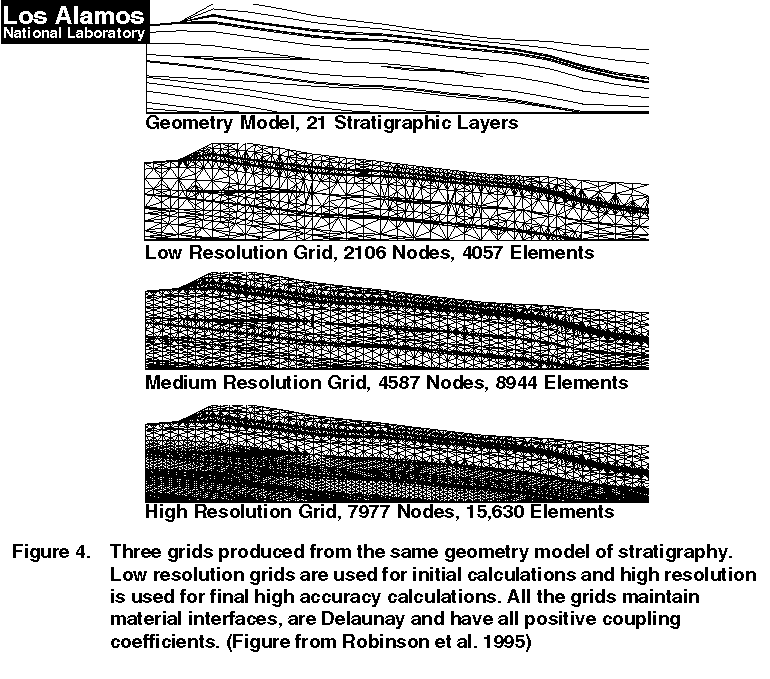 Los Alamos
National Laboratory
Geometry Model, 21 Stratigraphic Layers
Low Resolution Grid, 2106 Nodes, 4057 Elements
Medium Resolution Grid, 4587 Nodes, 8944 Elements
High Resolution Grid, 7977 Nodes, 15,630 Elements
Figure 4. Three grids produced from the same geometry model of stratigraphy.
Low resolution grids are used for initial calculations and high resolution
is used for final high accuracy calculations. All the grids maintain
material interfaces, are Delaunay and have all positive coupling
coefficients. (Figure from Robinson et al. 1995)